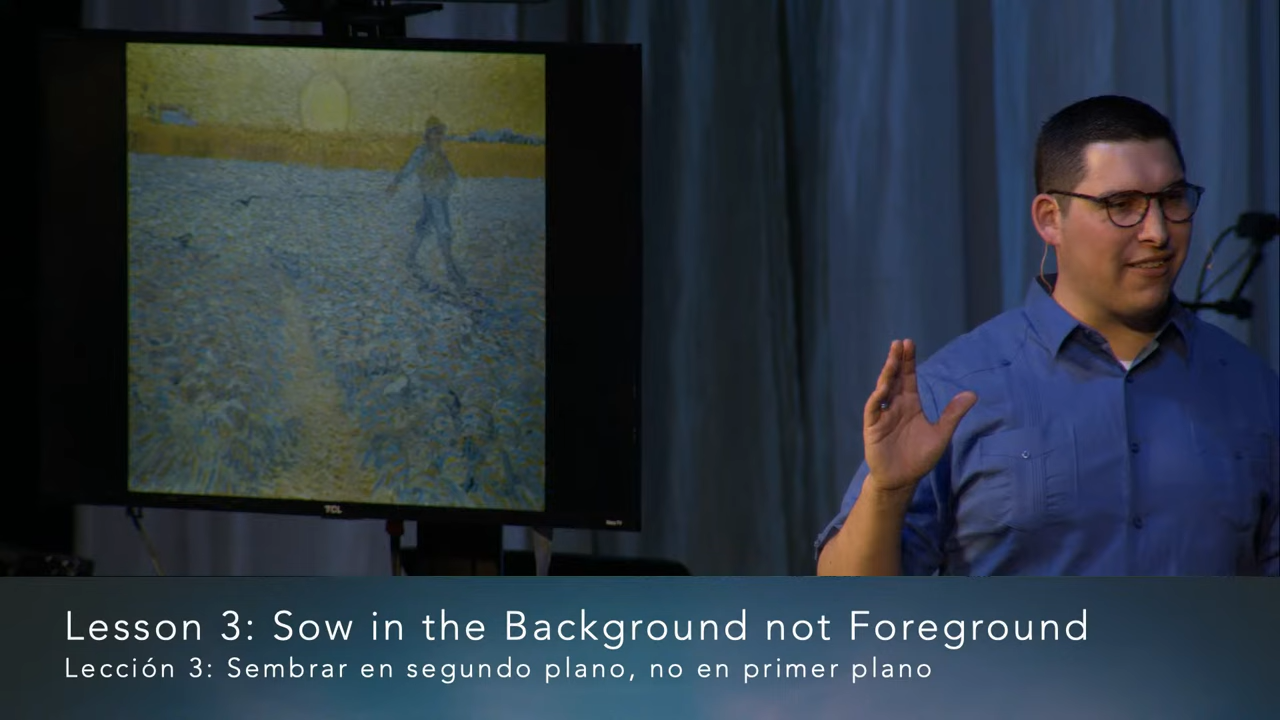 TCL
Lesson 3: Sow in the Background not Foreground
Lección 3: Sembrar en segundo plano, no en primer plano